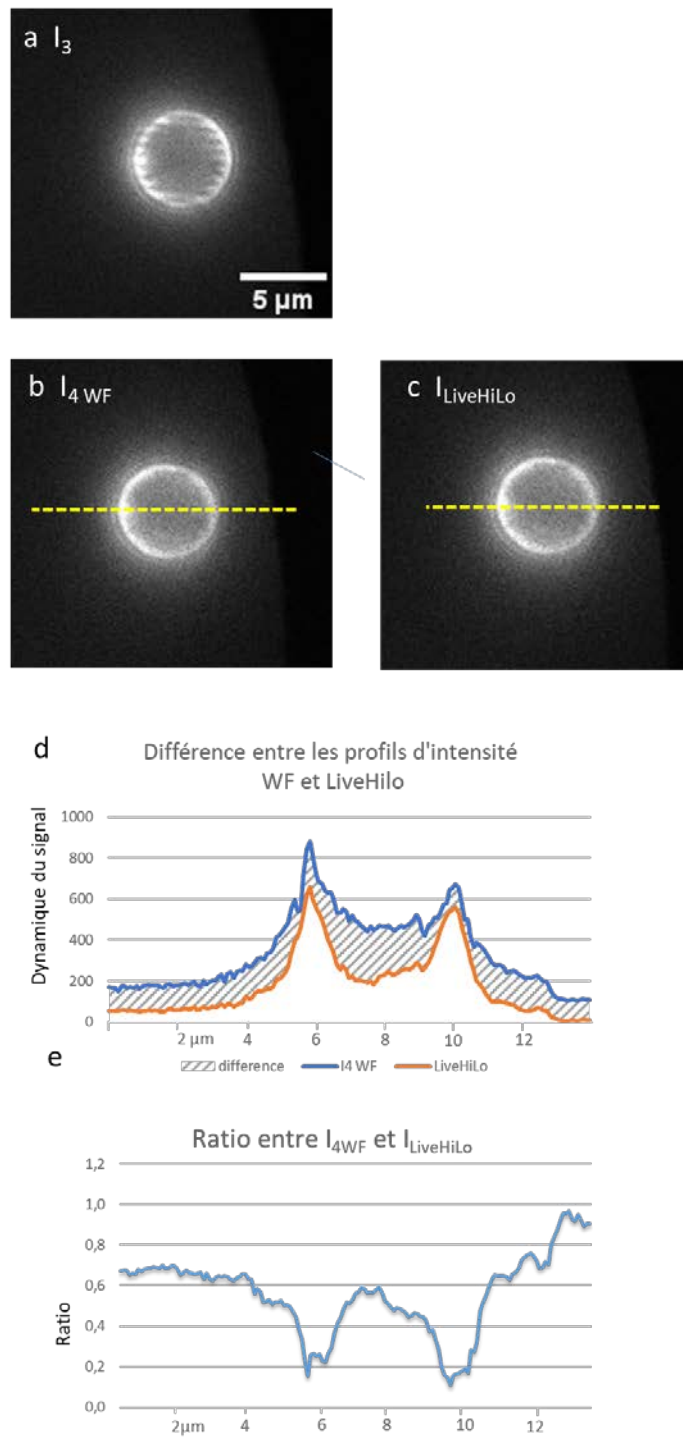 a I₃
5 µm
b I₄ WF
c I_LiveHiLo
d
Différence entre les profils d'intensité
WF et LiveHilo
Dynamique du signal
1000
800
600
400
200
0
2 µm 4 6 8 10 12
difference I4 WF LiveHiLo
e
Ratio entre I₄WF et I_LiveHiLo
Ratio
1,2
1,0
0,8
0,6
0,4
0,2
0,0
2µm 4 6 8 10 12